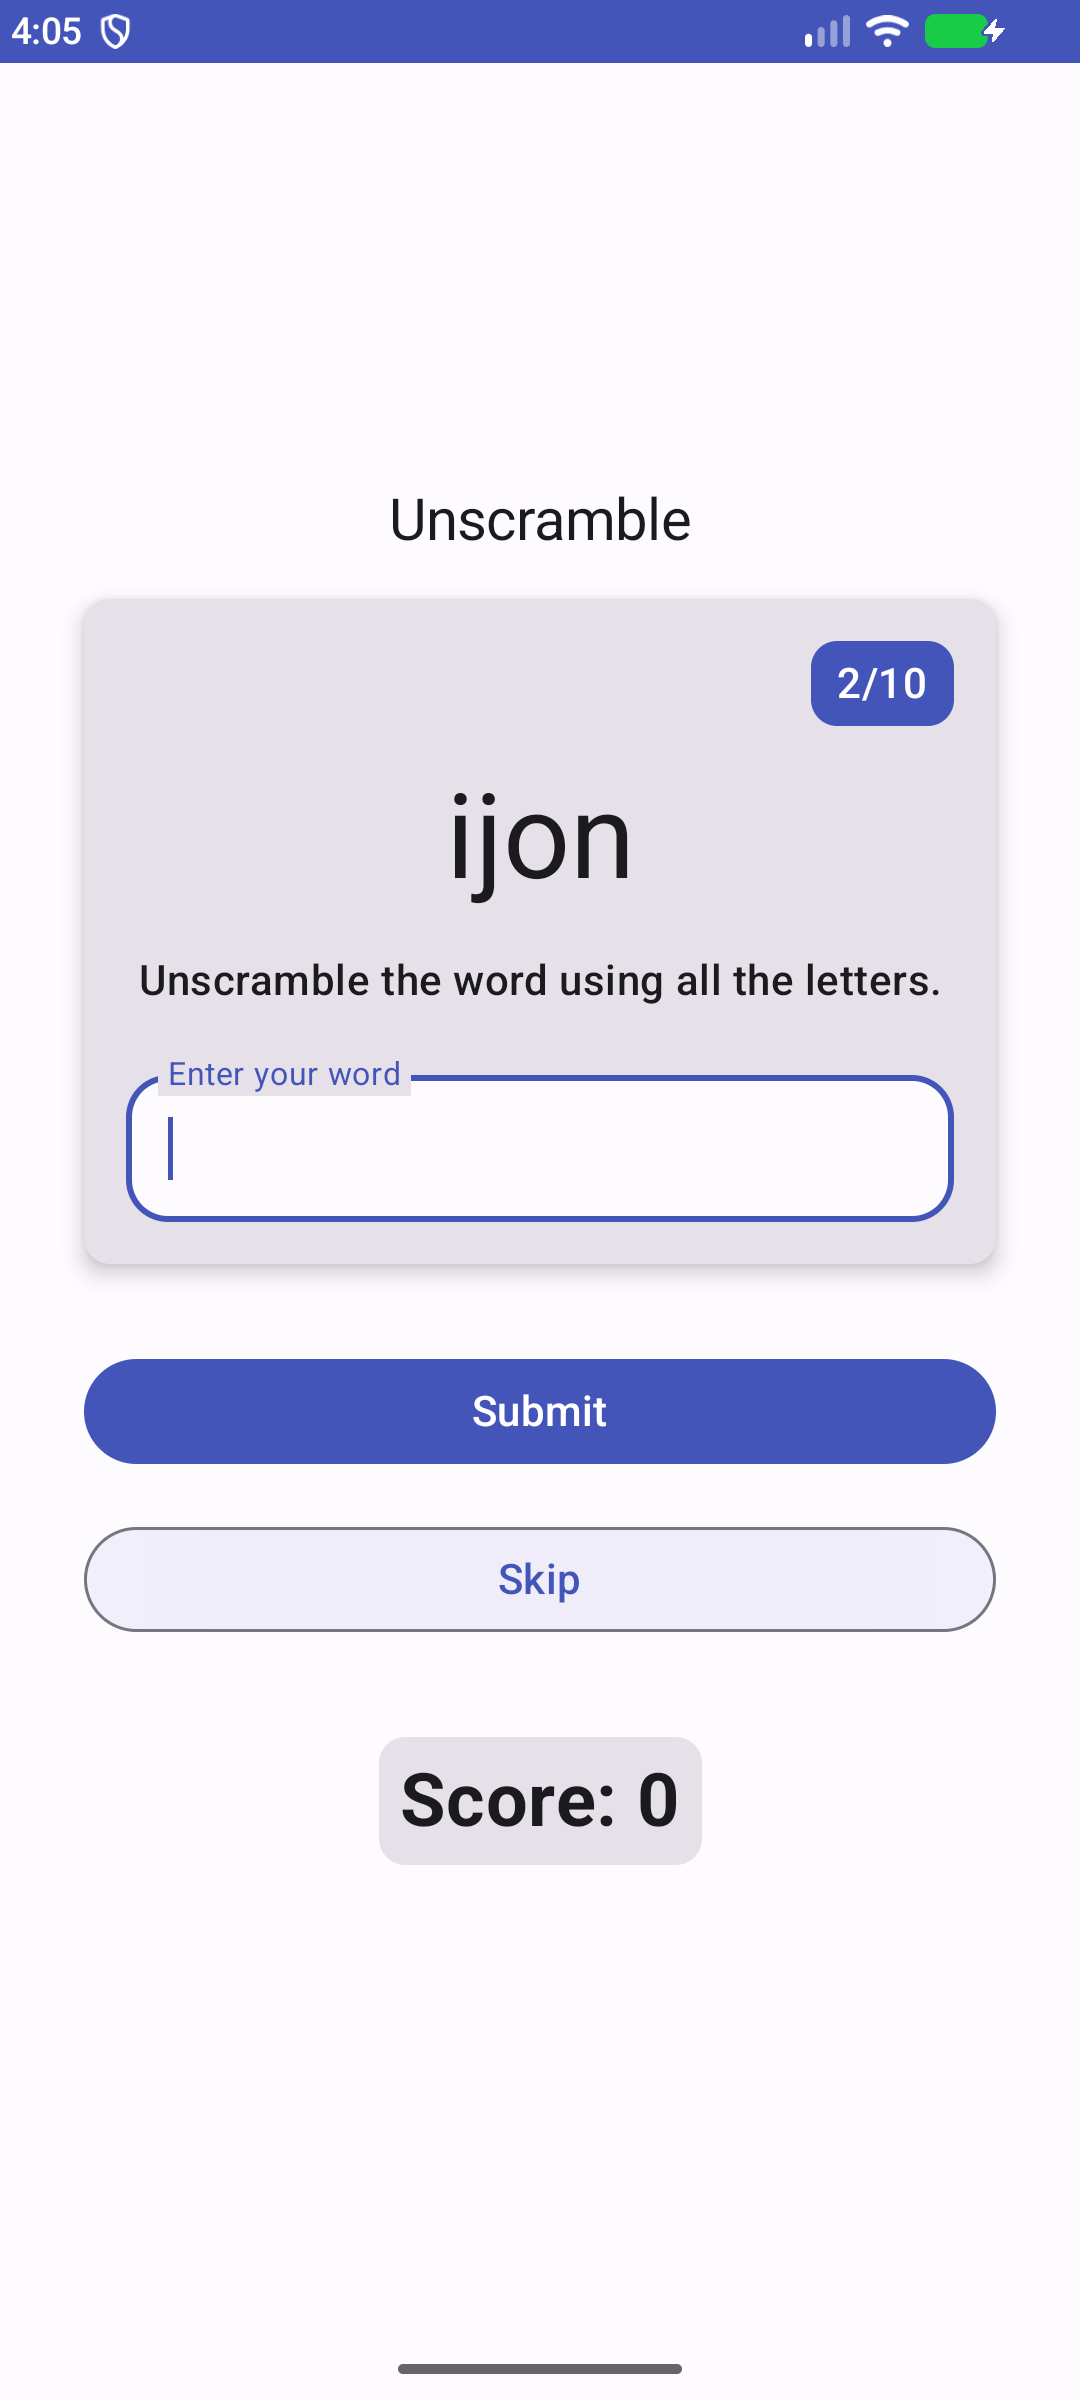 4:05
Unscramble
2/10
ijon
Unscramble the word using all the letters.
Enter your word
Submit
Skip
Score: 0